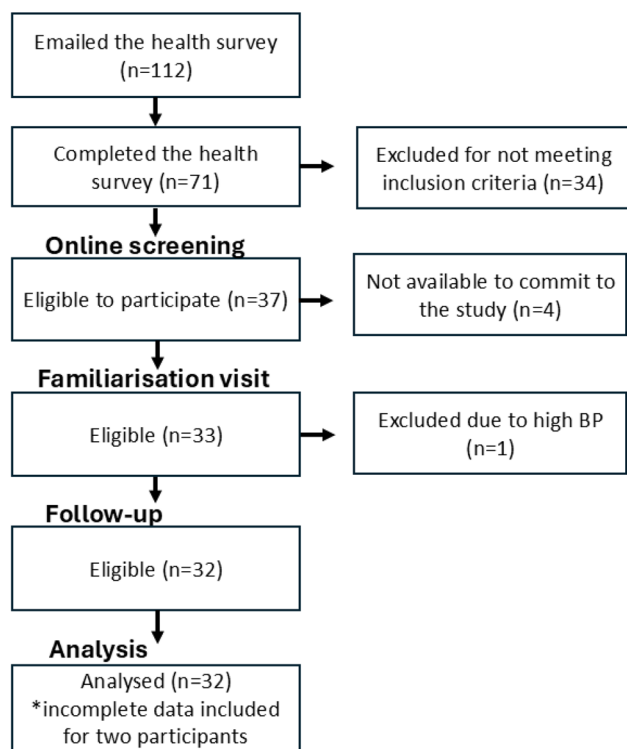 Emailed the health survey
(n=112)
Completed the health
survey (n=71)
Excluded for not meeting
inclusion criteria (n=34)
Online screening
Eligible to participate (n=37)
Not available to commit to
the study (n=4)
Familiarisation visit
Eligible (n=33)
Excluded due to high BP
(n=1)
Follow-up
Eligible (n=32)
Analysis
Analysed (n=32)
*incomplete data included
for two participants